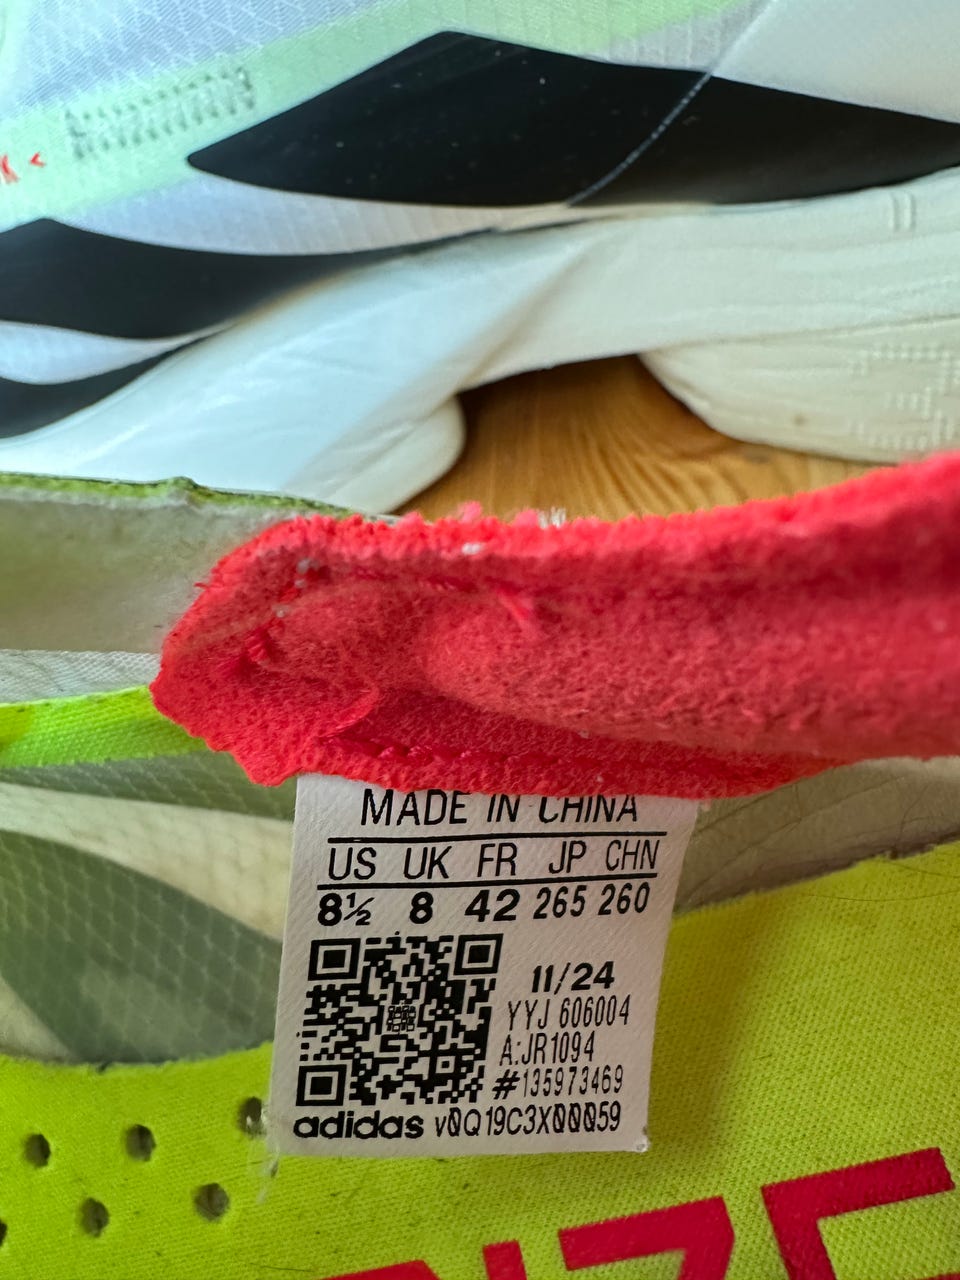 MADE IN CHINA
US UK FR JP CHN
8½ 8 42 265 260
11/24
YYJ 606004
A:JR1094
#135973469
adidas v0Q19C3X00059